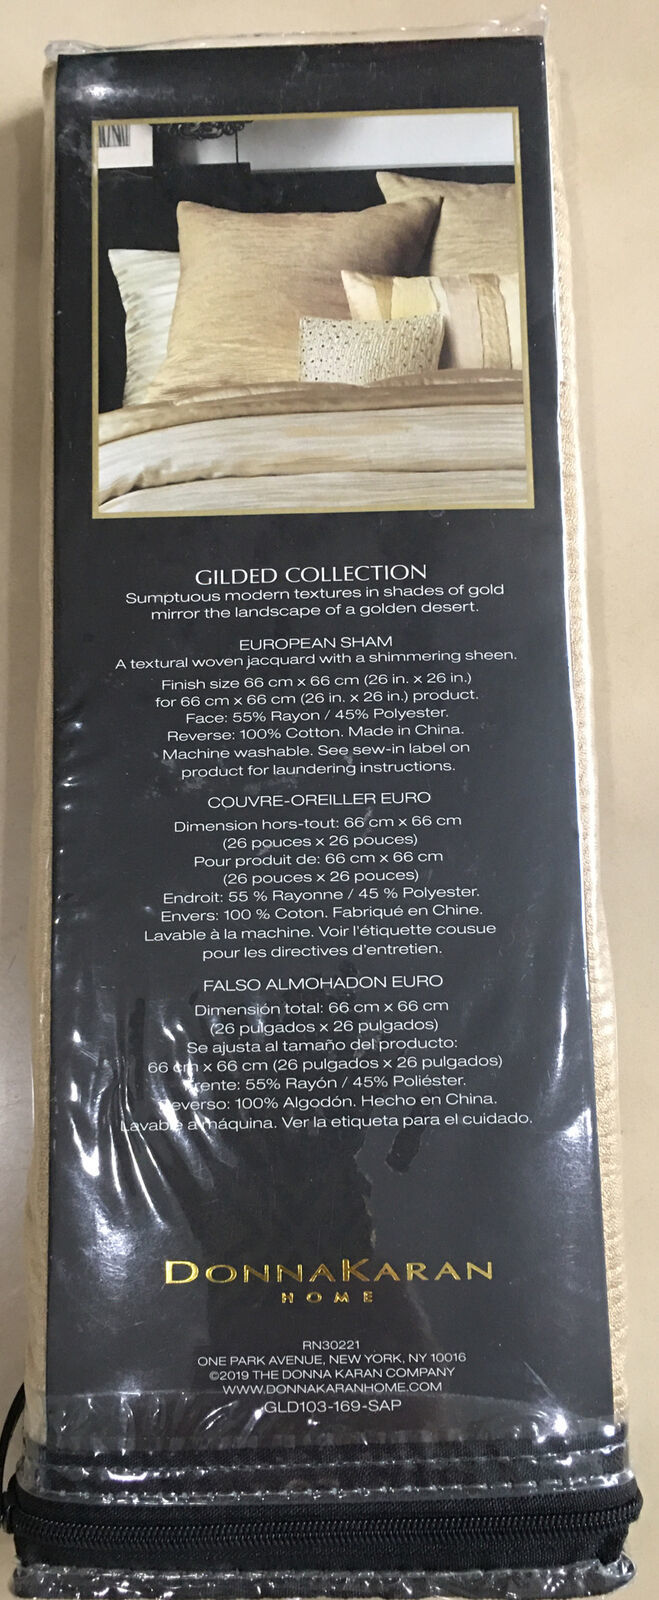 GILDED COLLECTION
Sumptuous modern textures in shades of gold
mirror the landscape of a golden desert.
EUROPEAN SHAM
A textural woven jacquard with a shimmering sheen.
Finish size 66 cm x 66 cm (26 in. x 26 in.)
for 66 cm x 66 cm (26 in. x 26 in.) product.
Face: 55% Rayon / 45% Polyester.
Reverse: 100% Cotton. Made in China.
Machine washable. See sew-in label on
product for laundering instructions.
COUVRE-OREILLER EURO
Dimension hors-tout: 66 cm x 66 cm
(26 pouces x 26 pouces)
Pour produit de: 66 cm x 66 cm
(26 pouces x 26 pouces)
Endroit: 55 % Rayonne / 45 % Polyester.
Envers: 100 % Coton. Fabriqué en Chine.
Lavable à la machine. Voir l'étiquette cousue
pour les directives d'entretien.
FALSO ALMOHADON EURO
Dimensión total: 66 cm x 66 cm
(26 pulgados x 26 pulgados)
Se ajusta al tamaño del producto:
66 cm x 66 cm (26 pulgados x 26 pulgados)
Frente: 55% Rayón / 45% Poliéster.
Reverso: 100% Algodón. Hecho en China.
Lavable a máquina. Ver la etiqueta para el cuidado.
DONNAKARAN
HOME
RN30221
ONE PARK AVENUE, NEW YORK, NY 10016
©2019 THE DONNA KARAN COMPANY
WWW.DONNAKARANHOME.COM
GLD103-169-SAP